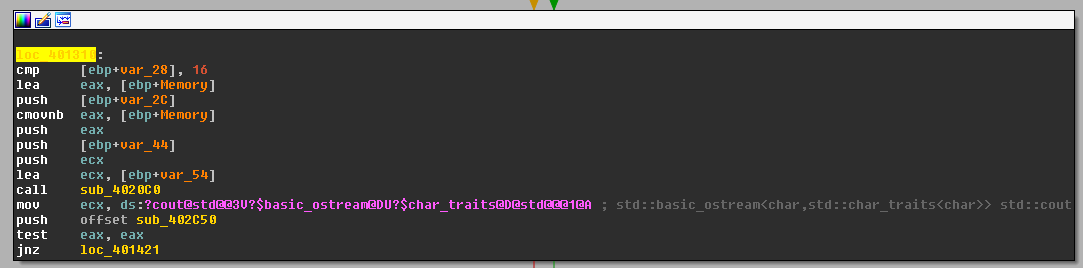 loc_401310:
cmp [ebp+var_28], 16
lea eax, [ebp+Memory]
push [ebp+var_2C]
cmovnb eax, [ebp+Memory]
push eax
push [ebp+var_44]
push ecx
lea ecx, [ebp+var_54]
call sub_4020C0
mov ecx, ds:?cout@std@@3V?$basic_ostream@DU?$char_traits@D@std@@@1@A ; std::basic_ostream<char,std::char_traits<char>> std::cout
push offset sub_402C50
test eax, eax
jnz loc_401421